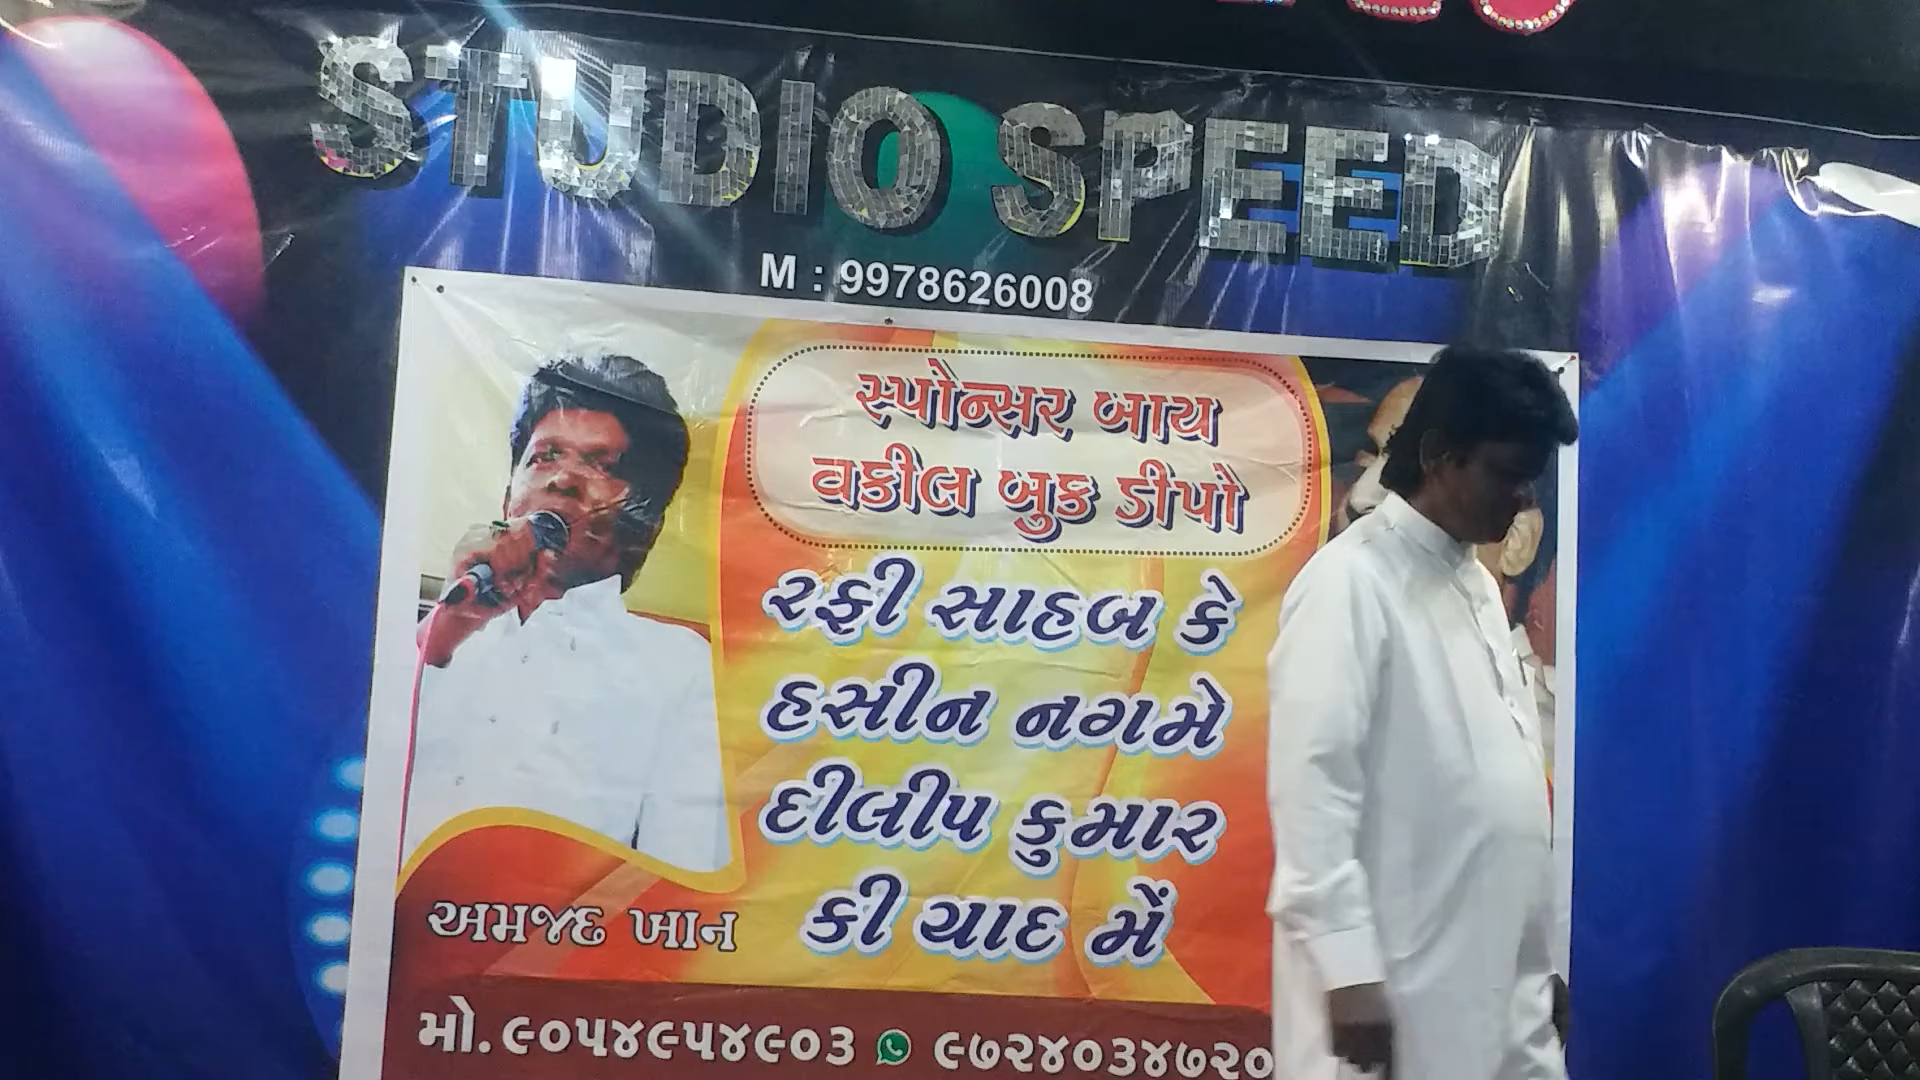 STUDIO SPEED
M : 9978626008
સ્પોન્સર બાય
વકીલ બુક ડીપો
રફી સાહબ કે
હસીન નગમે
દીલીપ કુમાર
કી યાદ મેં
અમજદ ખાન
મો. ૯૦૫૪૯૫૪૯૦૩ ૯૭૨૪૦૩૪૭૨૦